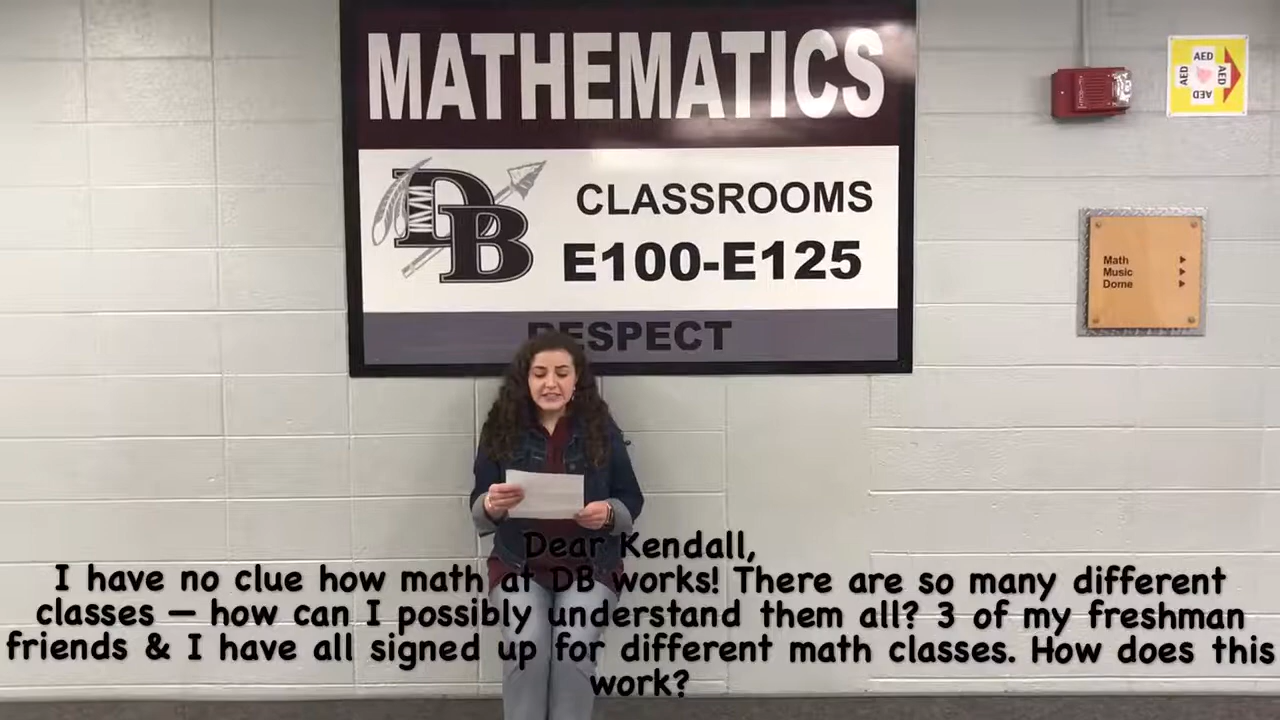 MATHEMATICS
DB
CLASSROOMS
E100-E125
RESPECT
AED
AED
AED
AED
Math
Music
Dome
Dear Kendall,
I have no clue how math at DB works! There are so many different
classes — how can I possibly understand them all? 3 of my freshman
friends & I have all signed up for different math classes. How does this
work?